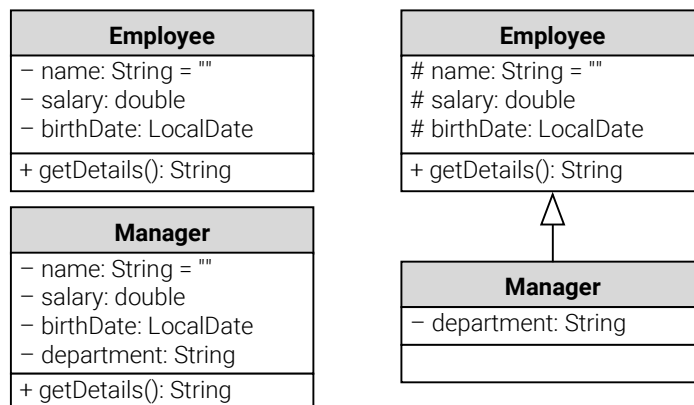 Employee
– name: String = ""
– salary: double
– birthDate: LocalDate
+ getDetails(): String
Manager
– name: String = ""
– salary: double
– birthDate: LocalDate
– department: String
+ getDetails(): String
Employee
# name: String = ""
# salary: double
# birthDate: LocalDate
+ getDetails(): String
Manager
– department: String